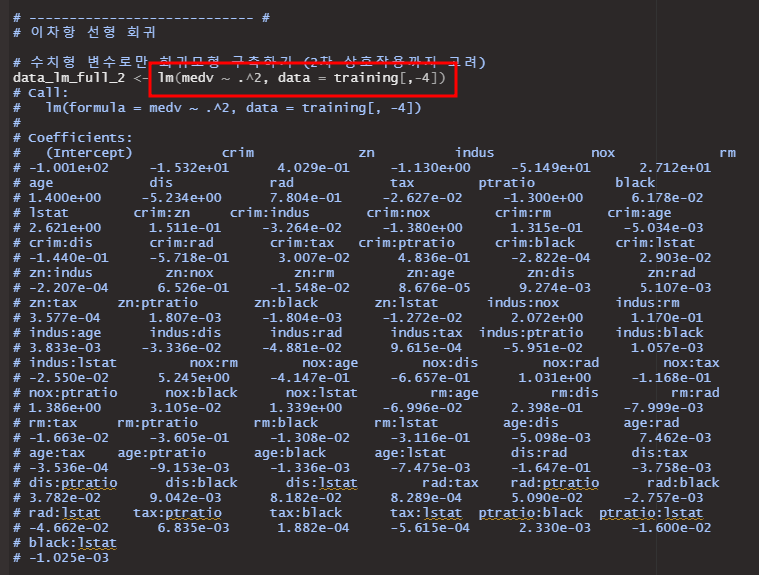 # ---------------------------- #
# 이차항 선형 회귀
# 수치형 변수로만 회귀모형 구축하기 (2차 상호작용까지 고려)
data_lm_full_2 <- lm(medv ~ .^2, data = training[,-4])
# Call:
#   lm(formula = medv ~ .^2, data = training[, -4])
#
# Coefficients:
#   (Intercept)           crim             zn          indus            nox             rm
# -1.001e+02      -1.532e+01      4.029e-01     -1.130e+00     -5.149e+01      2.712e+01
# age            dis            rad            tax        ptratio          black
# 1.400e+00     -5.234e+00      7.804e-01     -2.627e-02     -1.300e+00      6.178e-02
# lstat        crim:zn     crim:indus       crim:nox        crim:rm       crim:age
# 2.621e+00      1.511e-01     -3.264e-02     -1.380e+00      1.315e-01     -5.034e-03
# crim:dis       crim:rad       crim:tax   crim:ptratio     crim:black     crim:lstat
# -1.440e-01     -5.718e-01      3.007e-02      4.836e-01     -2.822e-04      2.903e-02
# zn:indus         zn:nox          zn:rm         zn:age         zn:dis         zn:rad
# -2.207e-04      6.526e-01     -1.548e-02      8.676e-05      9.274e-03      5.107e-03
# zn:tax     zn:ptratio       zn:black       zn:lstat      indus:nox       indus:rm
# 3.577e-04      1.807e-03     -1.804e-03     -1.272e-02      2.072e+00      1.170e-01
# indus:age      indus:dis      indus:rad      indus:tax  indus:ptratio    indus:black
# 3.833e-03     -3.336e-02     -4.881e-02      9.615e-04     -5.951e-02      1.057e-03
# indus:lstat         nox:rm        nox:age        nox:dis        nox:rad        nox:tax
# -2.550e-02      5.245e+00     -4.147e-01     -6.657e-01      1.031e+00     -1.168e-01
# nox:ptratio      nox:black      nox:lstat         rm:age         rm:dis         rm:rad
# 1.386e+00      3.105e-02      1.339e+00     -6.996e-02      2.398e-01     -7.999e-03
# rm:tax     rm:ptratio       rm:black       rm:lstat        age:dis        age:rad
# -1.663e-02     -3.605e-01     -1.308e-02     -3.116e-01     -5.098e-03      7.462e-03
# age:tax    age:ptratio      age:black      age:lstat        dis:rad        dis:tax
# -3.536e-04     -9.153e-03     -1.336e-03     -7.475e-03     -1.647e-01     -3.758e-03
# dis:ptratio      dis:black      dis:lstat        rad:tax    rad:ptratio      rad:black
# 3.782e-02      9.042e-03      8.182e-02      8.289e-04      5.090e-02     -2.757e-03
# rad:lstat    tax:ptratio      tax:black      tax:lstat  ptratio:black  ptratio:lstat
# -4.662e-02      6.835e-03      1.882e-04     -5.615e-04      2.330e-03     -1.600e-02
# black:lstat
# -1.025e-03